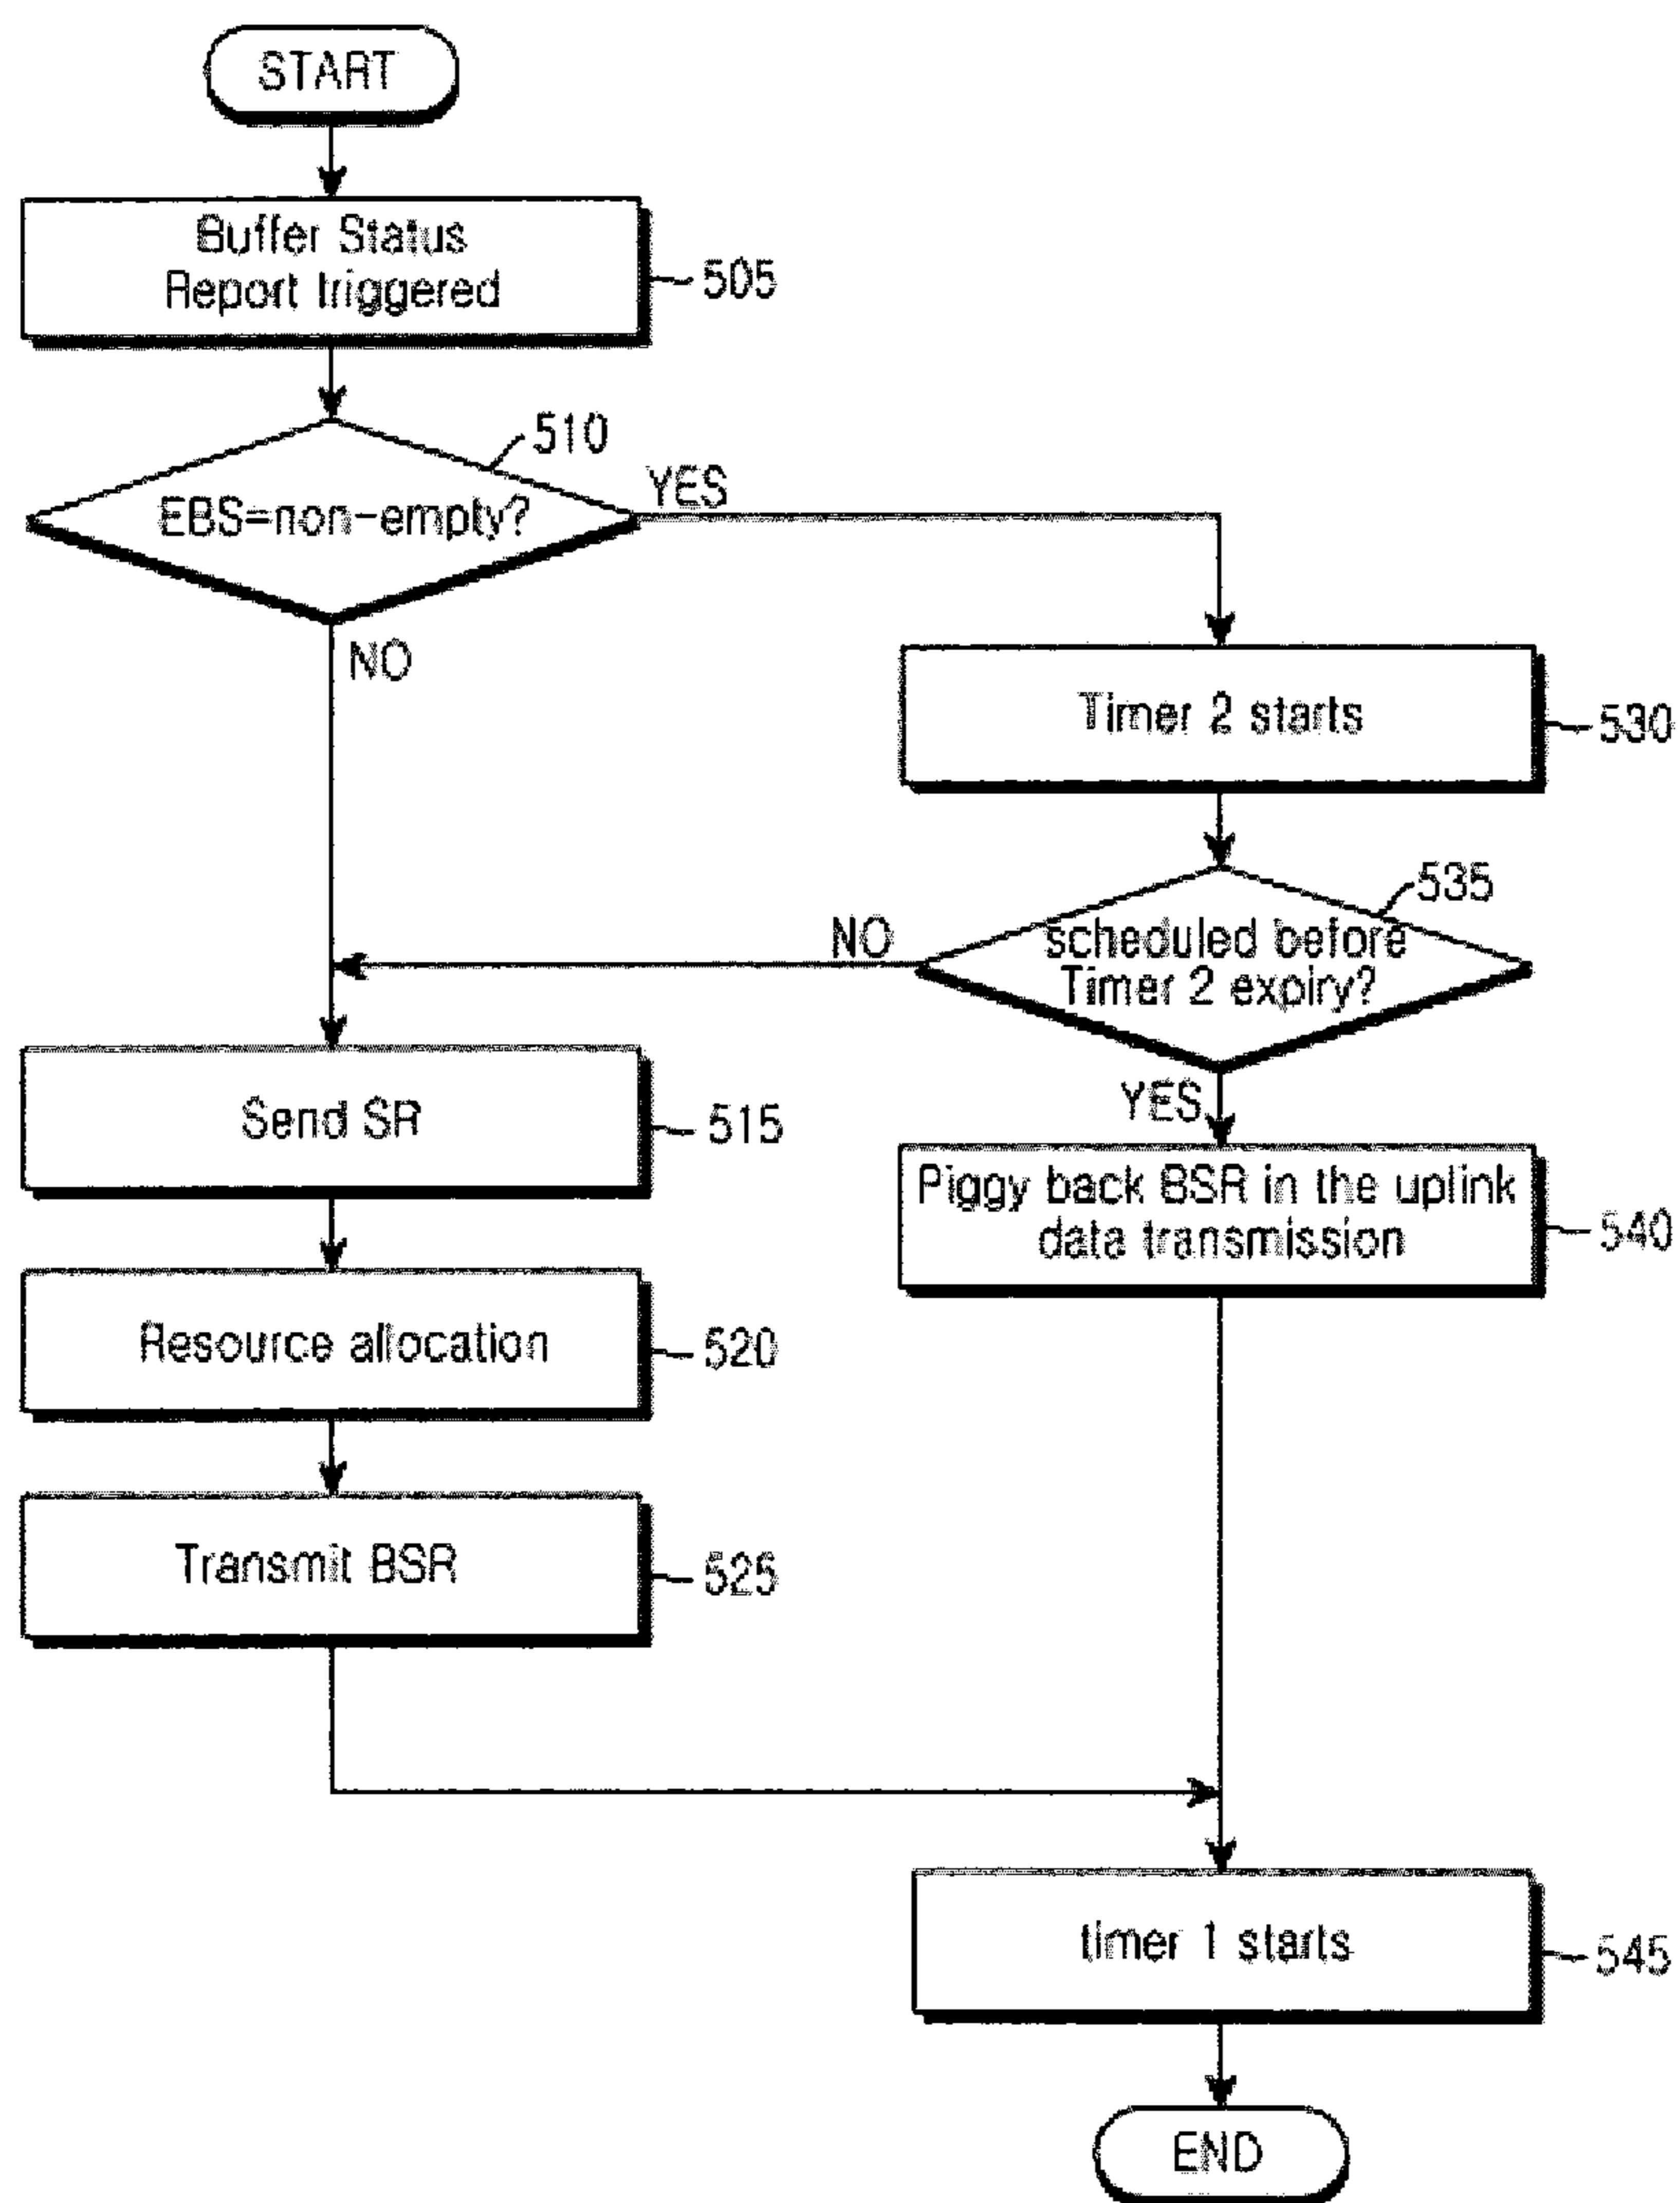 START
Buffer Status
Report triggered
505
510
EBS=non-empty?
YES
NO
Timer 2 starts
530
535
scheduled before
Timer 2 expiry?
NO
YES
Send SR
515
Piggy back BSR in the uplink
data transmission
540
Resource allocation
520
Transmit BSR
525
timer 1 starts
545
END